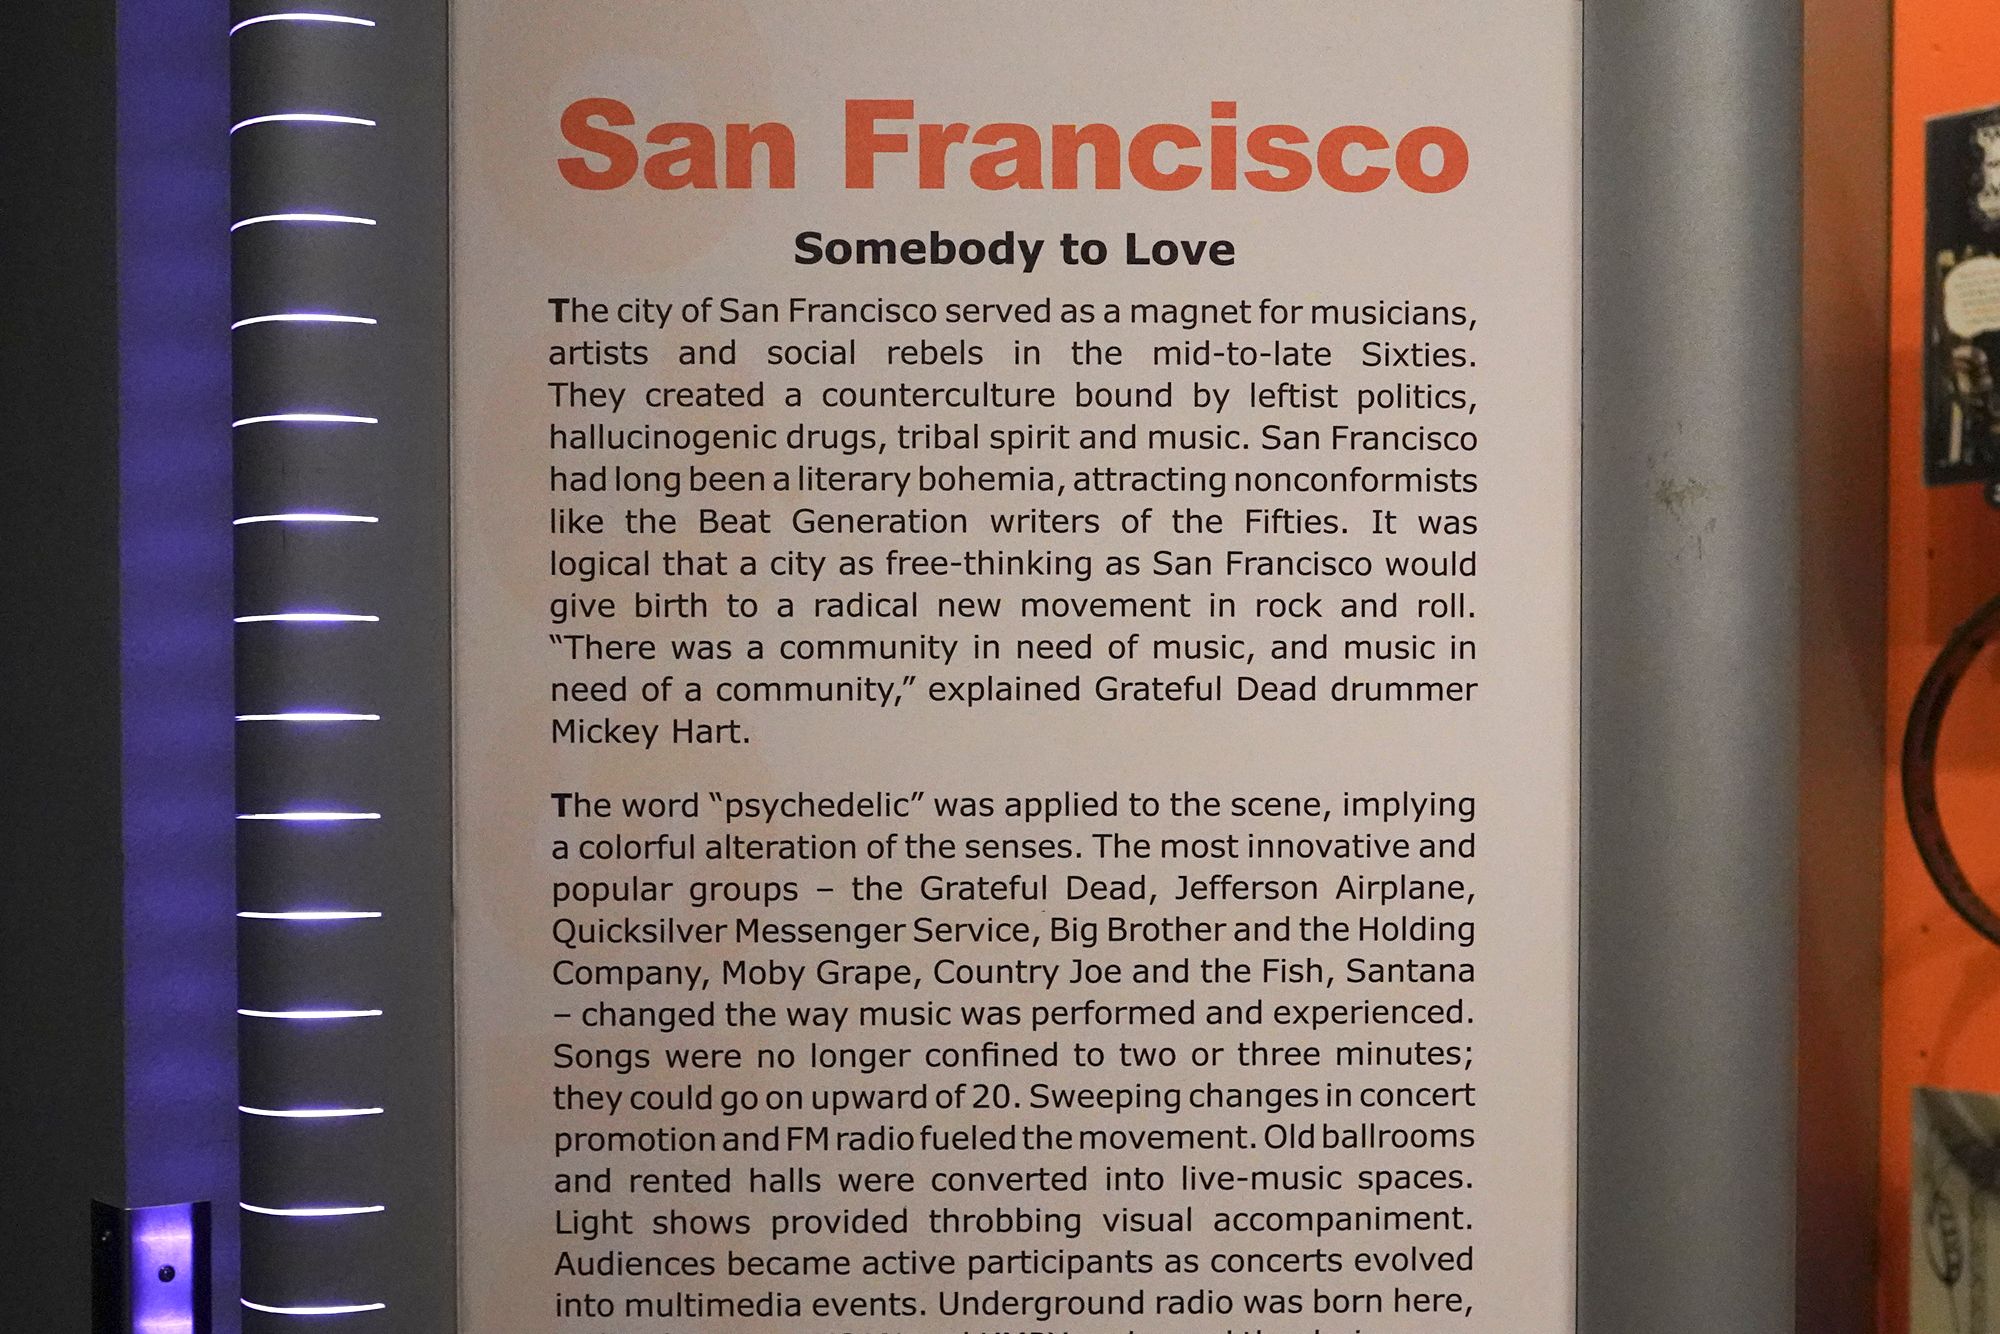 San Francisco
Somebody to Love
The city of San Francisco served as a magnet for musicians,
artists and social rebels in the mid-to-late Sixties.
They created a counterculture bound by leftist politics,
hallucinogenic drugs, tribal spirit and music. San Francisco
had long been a literary bohemia, attracting nonconformists
like the Beat Generation writers of the Fifties. It was
logical that a city as free-thinking as San Francisco would
give birth to a radical new movement in rock and roll.
“There was a community in need of music, and music in
need of a community,” explained Grateful Dead drummer
Mickey Hart.
The word “psychedelic” was applied to the scene, implying
a colorful alteration of the senses. The most innovative and
popular groups – the Grateful Dead, Jefferson Airplane,
Quicksilver Messenger Service, Big Brother and the Holding
Company, Moby Grape, Country Joe and the Fish, Santana
– changed the way music was performed and experienced.
Songs were no longer confined to two or three minutes;
they could go on upward of 20. Sweeping changes in concert
promotion and FM radio fueled the movement. Old ballrooms
and rented halls were converted into live-music spaces.
Light shows provided throbbing visual accompaniment.
Audiences became active participants as concerts evolved
into multimedia events. Underground radio was born here,